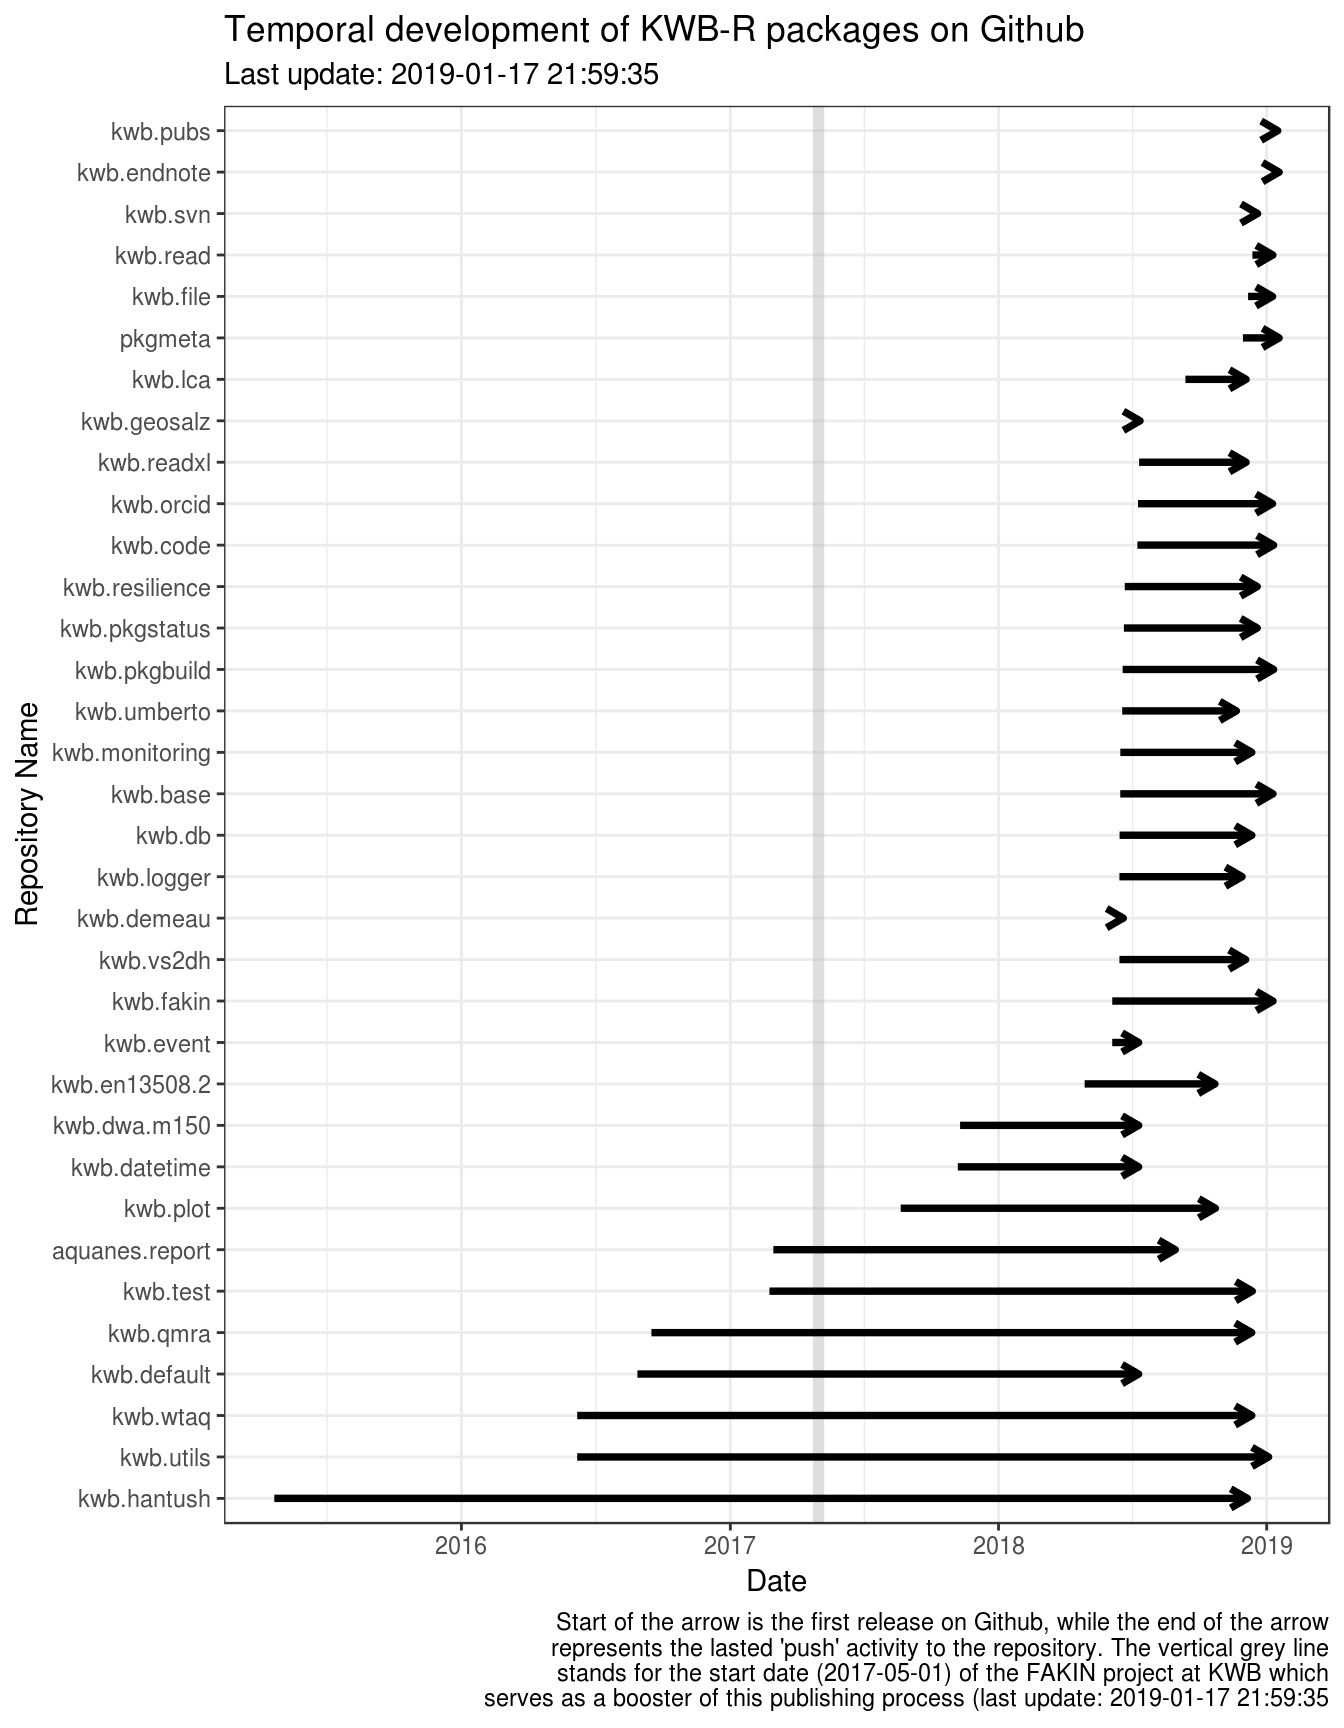 Temporal development of KWB-R packages on Github
Last update: 2019-01-17 21:59:35
Repository Name
kwb.pubs
kwb.endnote
kwb.svn
kwb.read
kwb.file
pkgmeta
kwb.lca
kwb.geosalz
kwb.readxl
kwb.orcid
kwb.code
kwb.resilience
kwb.pkgstatus
kwb.pkgbuild
kwb.umberto
kwb.monitoring
kwb.base
kwb.db
kwb.logger
kwb.demeau
kwb.vs2dh
kwb.fakin
kwb.event
kwb.en13508.2
kwb.dwa.m150
kwb.datetime
kwb.plot
aquanes.report
kwb.test
kwb.qmra
kwb.default
kwb.wtaq
kwb.utils
kwb.hantush
2016 2017 2018 2019
Date
Start of the arrow is the first release on Github, while the end of the arrow
represents the lasted 'push' activity to the repository. The vertical grey line
stands for the start date (2017-05-01) of the FAKIN project at KWB which
serves as a booster of this publishing process (last update: 2019-01-17 21:59:35